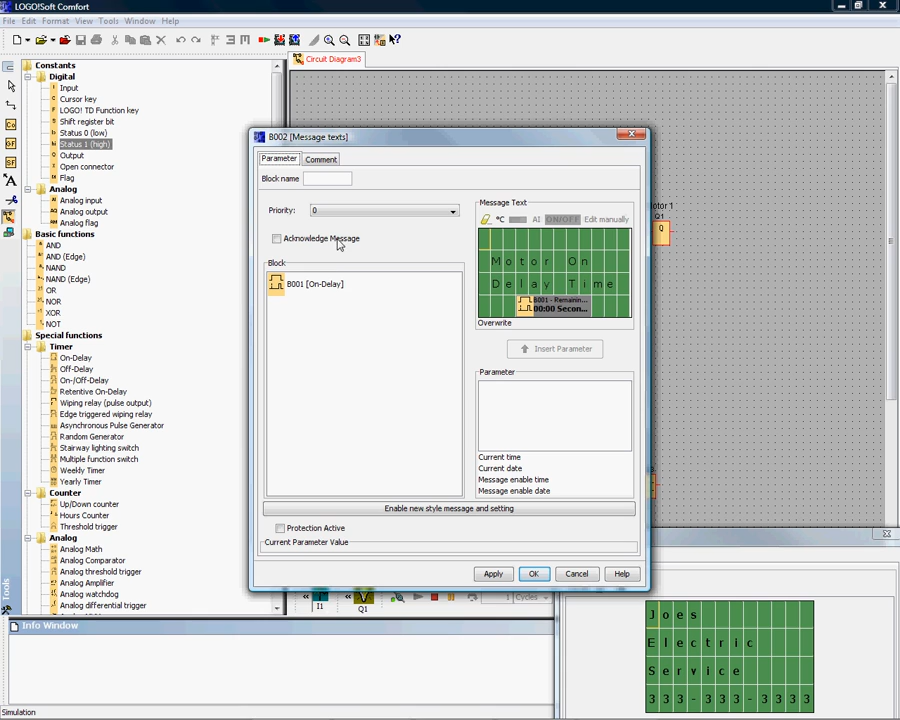 LOGO!Soft Comfort
File Edit Format View Tools Window Help
Circuit Diagram3
Constants
Digital
Input
Cursor key
LOGO! TD Function key
Shift register bit
Status 0 (low)
Status 1 (high)
Output
Open connector
Flag
Analog
Analog input
Analog output
Analog flag
Basic functions
AND
AND (Edge)
NAND
NAND (Edge)
OR
NOR
XOR
NOT
Special functions
Timer
On-Delay
Off-Delay
On-/Off-Delay
Retentive On-Delay
Wiping relay (pulse output)
Edge triggered wiping relay
Asynchronous Pulse Generator
Random Generator
Stairway lighting switch
Multiple function switch
Weekly Timer
Yearly Timer
Counter
Up/Down counter
Hours Counter
Threshold trigger
Analog
Analog Math
Analog Comparator
Analog threshold trigger
Analog Amplifier
Analog watchdog
Analog differential trigger
Co
GF
SF
Tools
B002 [Message texts]
Parameter Comment
Block name
Priority: 0
Acknowledge Message
Block
B001 [On-Delay]
Message Text
°C AI ON/OFF Edit manually
Motor On
Delay Time
B001 - Remainin...
00:00 Secon...
Overwrite
Insert Parameter
Parameter
Current time
Current date
Message enable time
Message enable date
Enable new style message and setting
Protection Active
Current Parameter Value
Apply OK Cancel Help
otor 1
Q1
Q
I1 Q1 1 Cycles
Info Window
Joes
Electric
Service
333-333-3333
Simulation